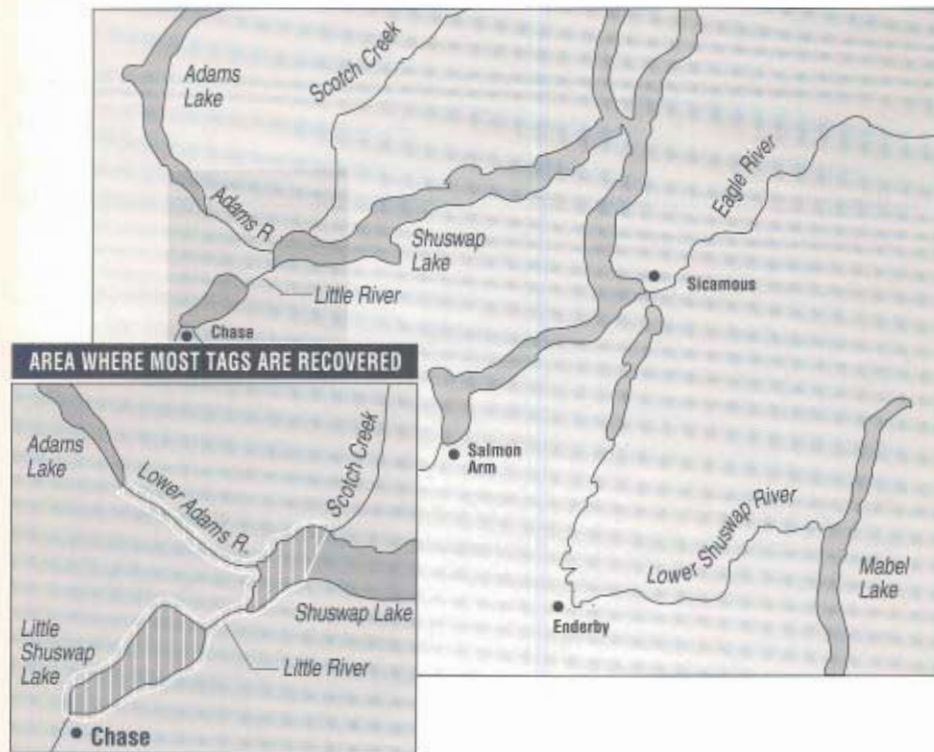 Adams
Lake
Scotch Creek
Adams R.
Shuswap
Lake
Little River
Chase
Eagle River
Sicamous
Salmon
Arm
Lower Shuswap River
Mabel
Lake
Enderby
AREA WHERE MOST TAGS ARE RECOVERED
Adams
Lake
Lower Adams R.
Scotch Creek
Shuswap Lake
Little
Shuswap
Lake
Little River
Chase